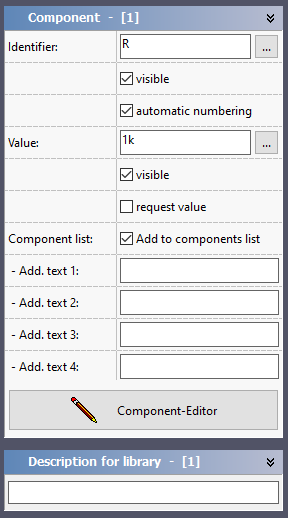 Component - [1]
Identifier: R ...
visible
automatic numbering
Value: 1k ...
visible
request value
Component list: Add to components list
- Add. text 1:
- Add. text 2:
- Add. text 3:
- Add. text 4:
Component-Editor
Description for library - [1]